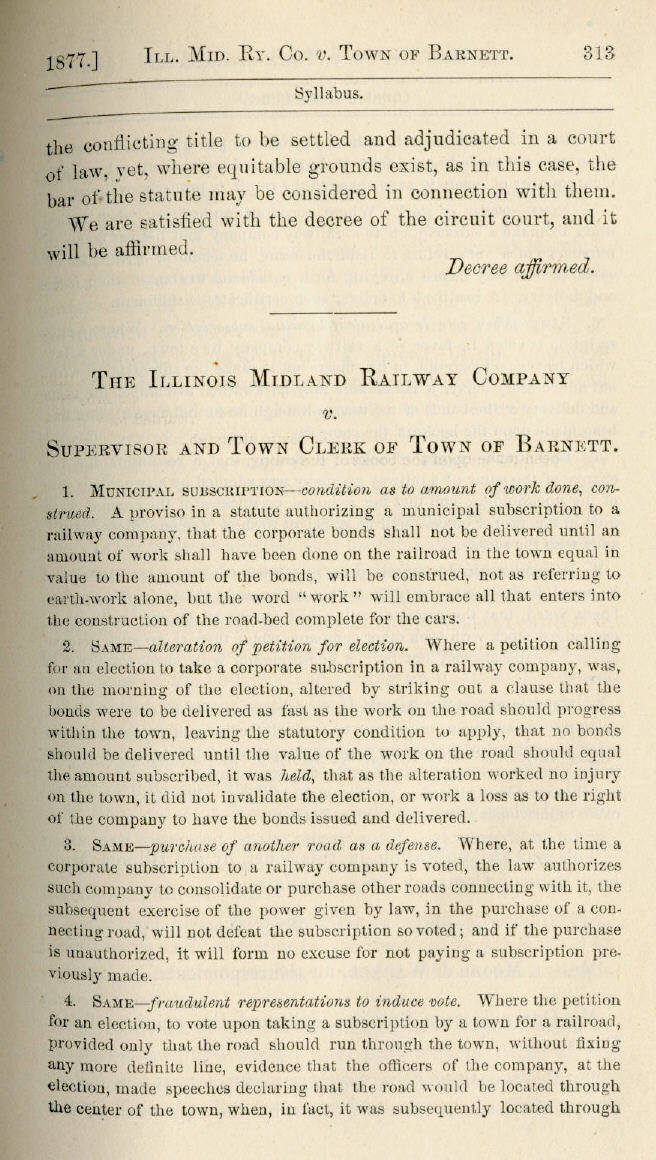 1877.] ILL. MID. RY. CO. v. TOWN OF BARNETT. 313
Syllabus.
the conflicting title to be settled and adjudicated in a court
of law, yet, where equitable grounds exist, as in this case, the
bar of the statute may be considered in connection with them.
We are satisfied with the decree of the circuit court, and it
will be affirmed.
Decree affirmed.
THE ILLINOIS MIDLAND RAILWAY COMPANY
v.
SUPERVISOR AND TOWN CLERK OF TOWN OF BARNETT.
1. MUNICIPAL SUBSCRIPTION—condition as to amount of work done, con-
strued. A proviso in a statute authorizing a municipal subscription to a
railway company, that the corporate bonds shall not be delivered until an
amount of work shall have been done on the railroad in the town equal in
value to the amount of the bonds, will be construed, not as referring to
earth-work alone, but the word "work" will embrace all that enters into
the construction of the road-bed complete for the cars.
2. SAME—alteration of petition for election. Where a petition calling
for an election to take a corporate subscription in a railway company, was,
on the morning of the election, altered by striking out a clause that the
bonds were to be delivered as fast as the work on the road should progress
within the town, leaving the statutory condition to apply, that no bonds
should be delivered until the value of the work on the road should equal
the amount subscribed, it was held, that as the alteration worked no injury
on the town, it did not invalidate the election, or work a loss as to the right
of the company to have the bonds issued and delivered.
3. SAME—purchase of another road as a defense. Where, at the time a
corporate subscription to a railway company is voted, the law authorizes
such company to consolidate or purchase other roads connecting with it, the
subsequent exercise of the power given by law, in the purchase of a con-
necting road, will not defeat the subscription so voted; and if the purchase
is unauthorized, it will form no excuse for not paying a subscription pre-
viously made.
4. SAME—fraudulent representations to induce vote. Where the petition
for an election, to vote upon taking a subscription by a town for a railroad,
provided only that the road should run through the town, without fixing
any more definite line, evidence that the officers of the company, at the
election, made speeches declaring that the road would be located through
the center of the town, when, in fact, it was subsequently located through